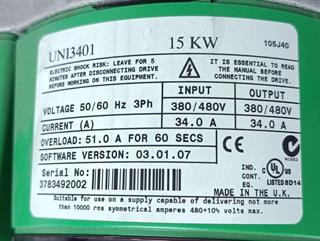 UNI3401 15 KW 105J40
ELECTRIC SHOCK RISK: LEAVE FOR 5
MINUTES AFTER DISCONNECTING DRIVE
BEFORE WORKING ON THIS EQUIPMENT.
IT IS ESSENTIAL TO
READ THE MANUAL
BEFORE CONNECTING
TO THE DRIVE.
INPUT OUTPUT
VOLTAGE 50/60 Hz 3Ph 380/480V 380/480V
CURRENT (A) 34.0 A 34.0 A
OVERLOAD: 51.0 A FOR 60 SECS
SOFTWARE VERSION: 03.01.07
Serial No:
3783492002
IND. CONT.
EQ. LISTED 8D14
MADE IN THE U.K.
Suitable for use on a supply capable of delivering not more
than 10000 rms symmetrical amperes 480+10% volts max.